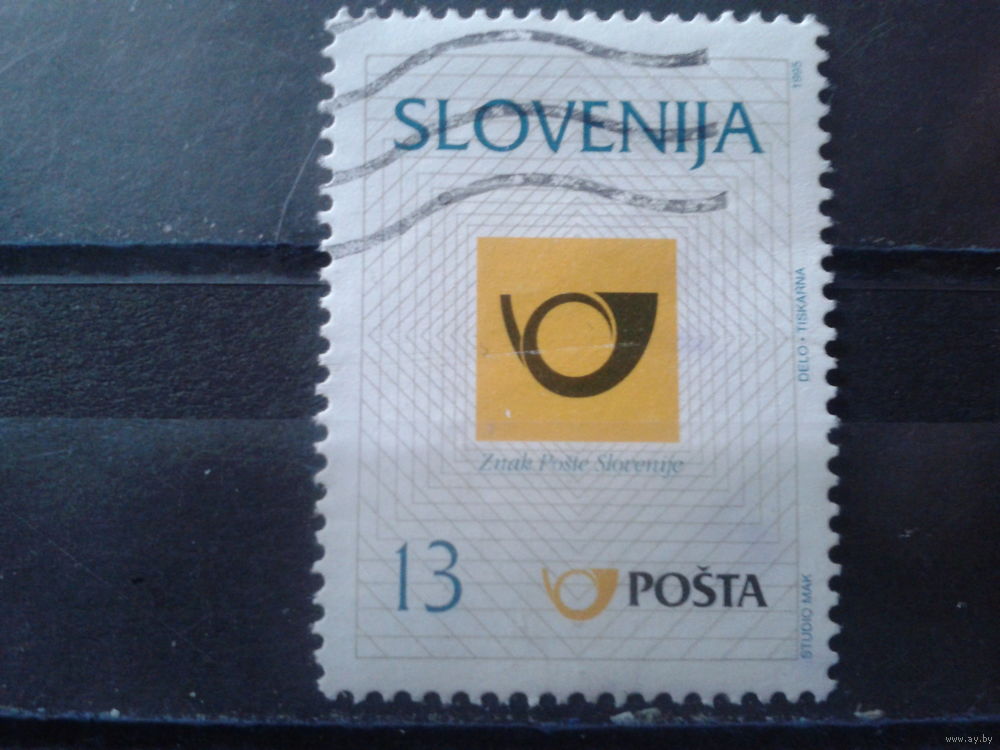 1995
SLOVENIJA
DELO • TISKARNA
Znak Pošte Slovenije
13
POŠTA
STUDIO MAK
www.ay.by